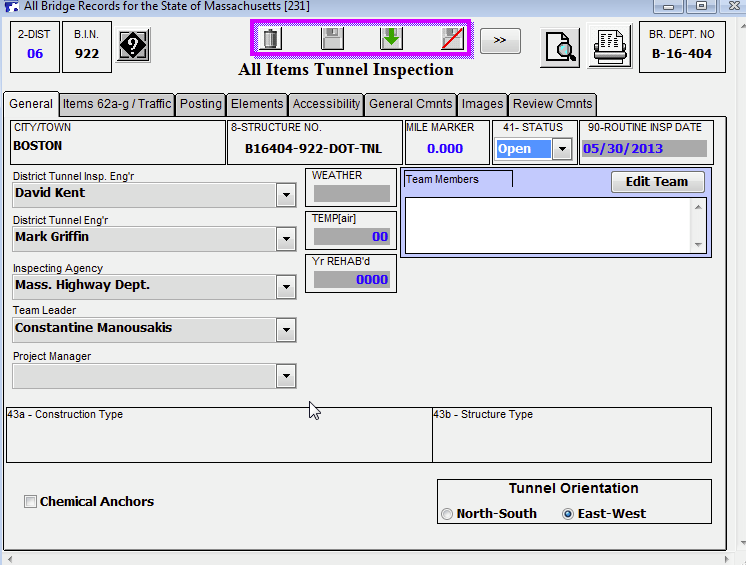 All Bridge Records for the State of Massachusetts [231]
2-DIST
06
B.I.N.
922
>>
BR. DEPT. NO
B-16-404
All Items Tunnel Inspection
General
Items 62a-g / Traffic
Posting
Elements
Accessibility
General Cmnts
Images
Review Cmnts
CITY/TOWN
BOSTON
8-STRUCTURE NO.
B16404-922-DOT-TNL
MILE MARKER
0.000
41- STATUS
Open
90-ROUTINE INSP DATE
05/30/2013
District Tunnel Insp. Eng'r
David Kent
District Tunnel Eng'r
Mark Griffin
Inspecting Agency
Mass. Highway Dept.
Team Leader
Constantine Manousakis
Project Manager
WEATHER
TEMP[air]
00
Yr REHAB'd
0000
Team Members
Edit Team
43a - Construction Type
43b - Structure Type
Chemical Anchors
Tunnel Orientation
North-South
East-West